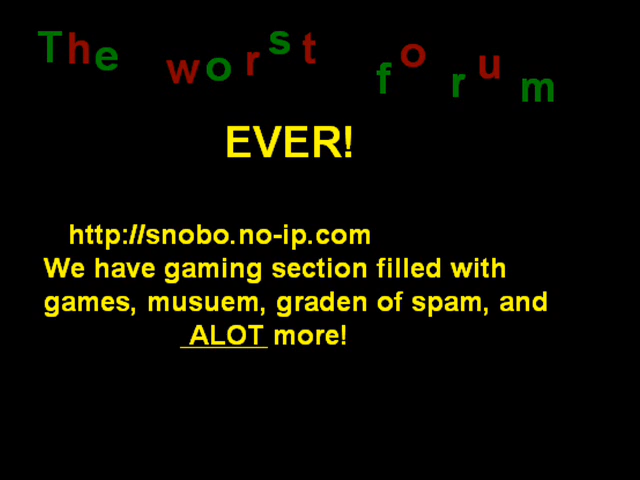 The worst forum
EVER!
http://snobo.no-ip.com
We have gaming section filled with
games, musuem, graden of spam, and
ALOT more!